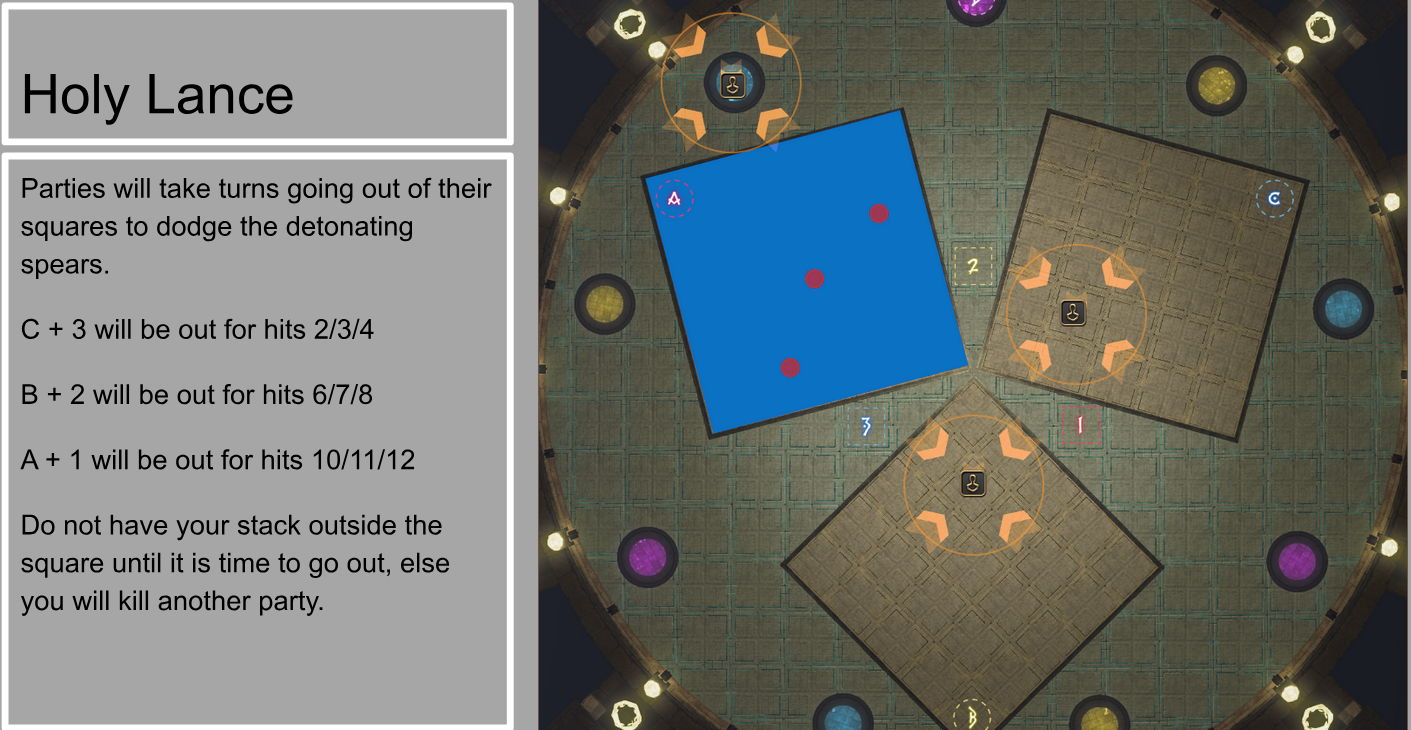 Holy Lance
Parties will take turns going out of their
squares to dodge the detonating
spears.
C + 3 will be out for hits 2/3/4
B + 2 will be out for hits 6/7/8
A + 1 will be out for hits 10/11/12
Do not have your stack outside the
square until it is time to go out, else
you will kill another party.
A
C
2
3
1
B